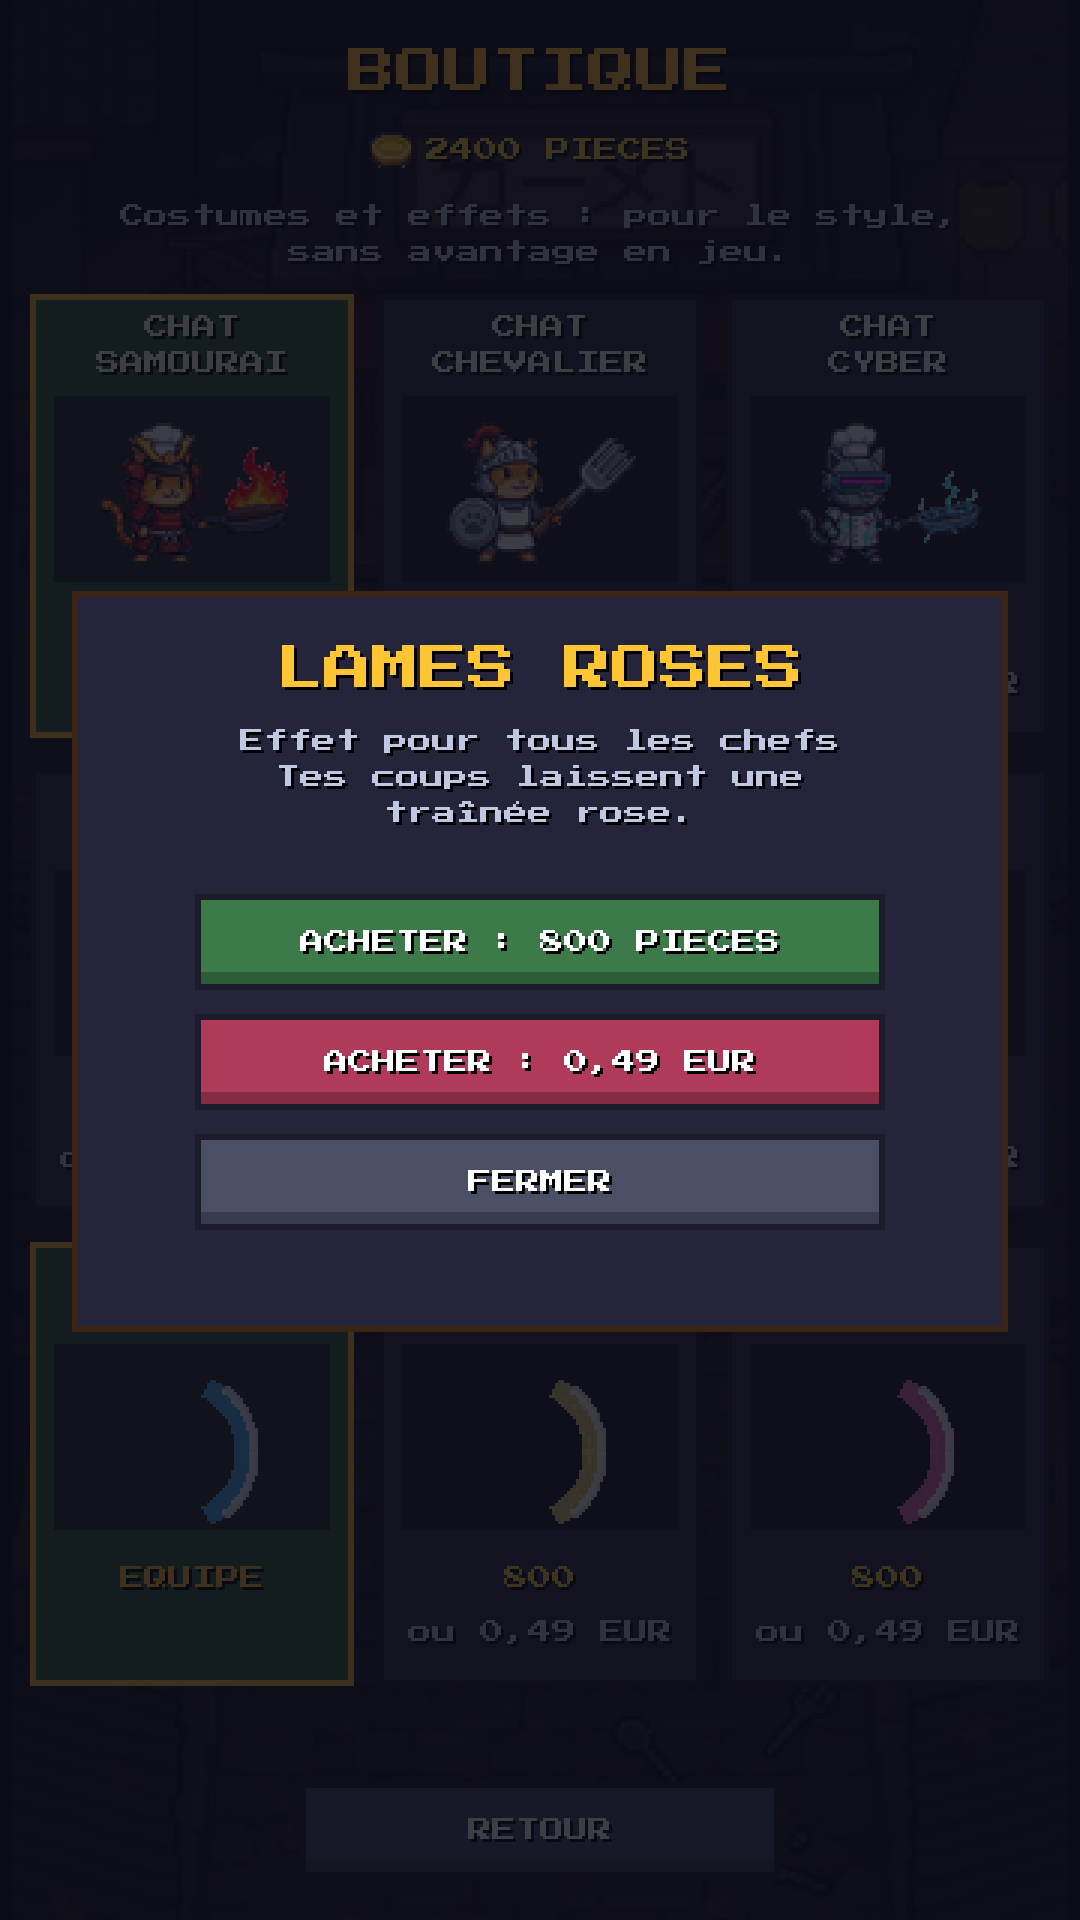 BOUTIQUE
2400 PIECES
Costumes et effets : pour le style,
sans avantage en jeu.
CHAT
SAMOURAI
CHAT
CHEVALIER
CHAT
CYBER
LAMES ROSES
Effet pour tous les chefs
Tes coups laissent une
traînée rose.
ACHETER : 800 PIECES
ACHETER : 0,49 EUR
FERMER
EQUIPE
800
ou 0,49 EUR
800
ou 0,49 EUR
RETOUR